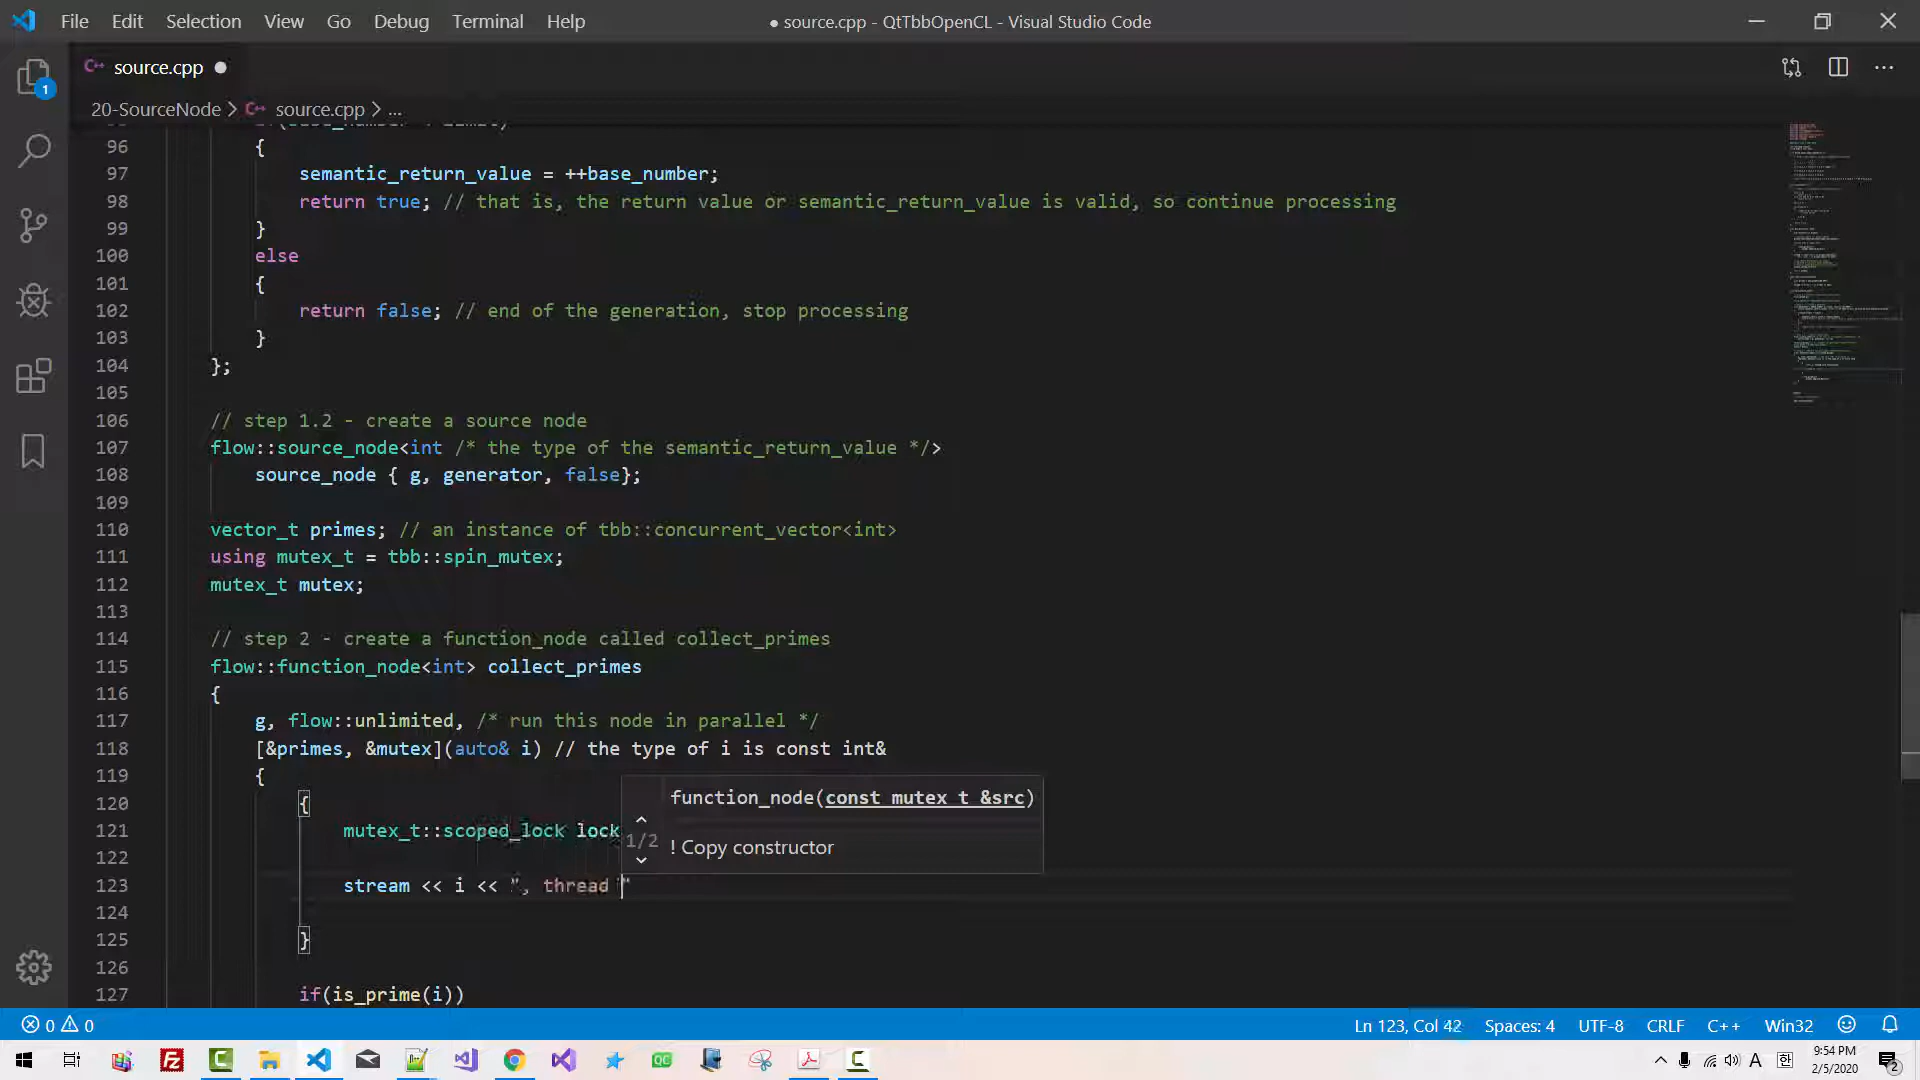 File Edit Selection View Go Debug Terminal Help
● source.cpp - QtTbbOpenCL - Visual Studio Code
source.cpp
20-SourceNode > source.cpp > ...
96 {
97 semantic_return_value = ++base_number;
98 return true; // that is, the return value or semantic_return_value is valid, so continue processing
99 }
100 else
101 {
102 return false; // end of the generation, stop processing
103 }
104 };
105
106 // step 1.2 - create a source node
107 flow::source_node<int /* the type of the semantic_return_value */>
108 source_node { g, generator, false};
109
110 vector_t primes; // an instance of tbb::concurrent_vector<int>
111 using mutex_t = tbb::spin_mutex;
112 mutex_t mutex;
113
114 // step 2 - create a function_node called collect_primes
115 flow::function_node<int> collect_primes
116 {
117 g, flow::unlimited, /* run this node in parallel */
118 [&primes, &mutex](auto& i) // the type of i is const int&
119 {
120 {
121 mutex_t::scoped_lock lock
122
123 stream << i << ", thread "
124
125 }
126
127 if(is_prime(i))
function_node(const mutex_t &src)
1/2
! Copy constructor
1
0 0
Ln 123, Col 42 Spaces: 4 UTF-8 CRLF C++ Win32
A 한 9:54 PM
2/5/2020
2